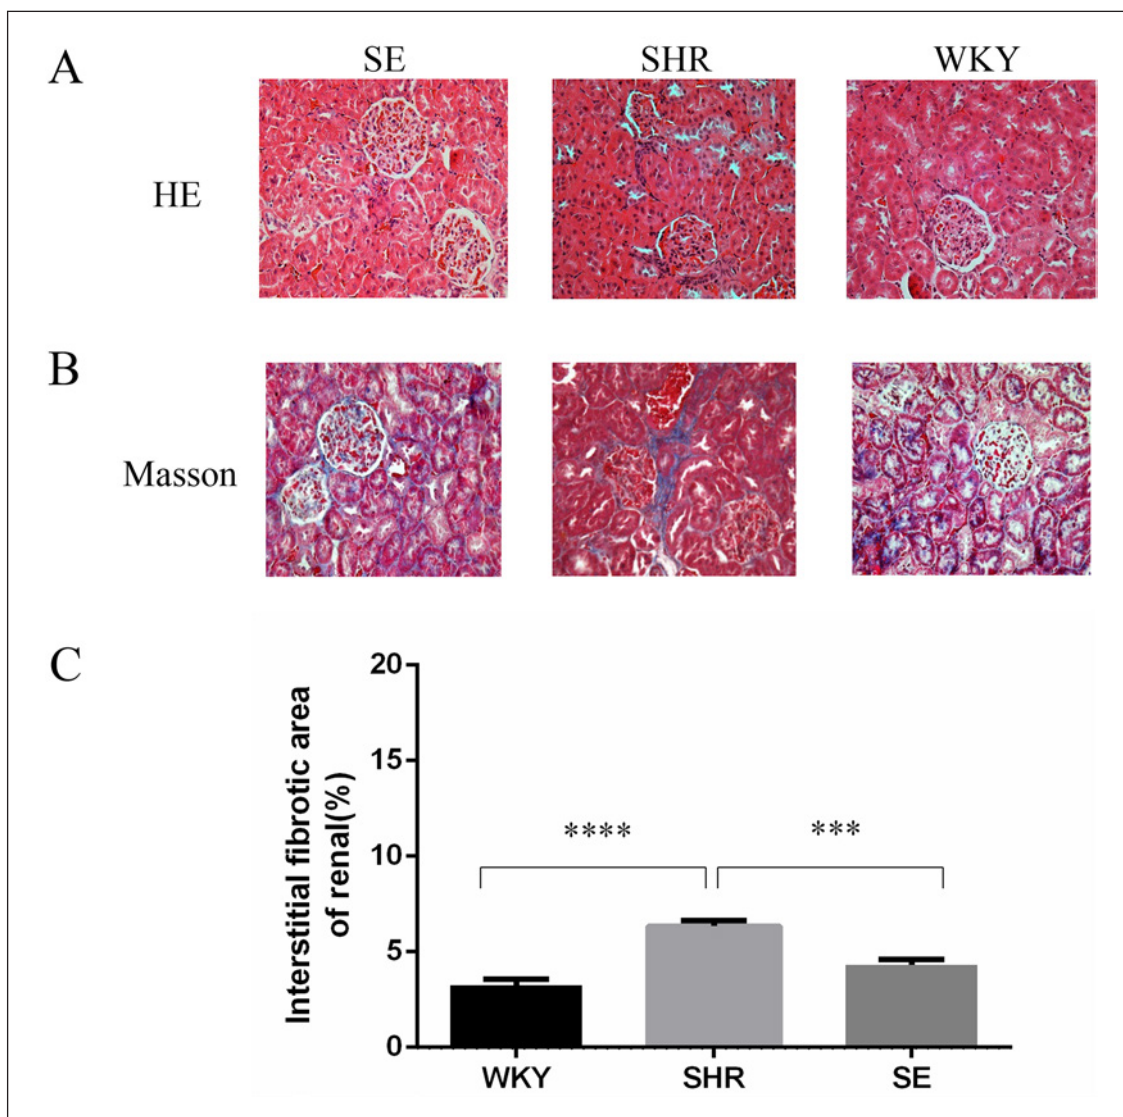 A
SE SHR WKY
HE
B
Masson
C
Interstitial fibrotic area
of renal(%)
20
15
10
5
0
**** ***
WKY SHR SE